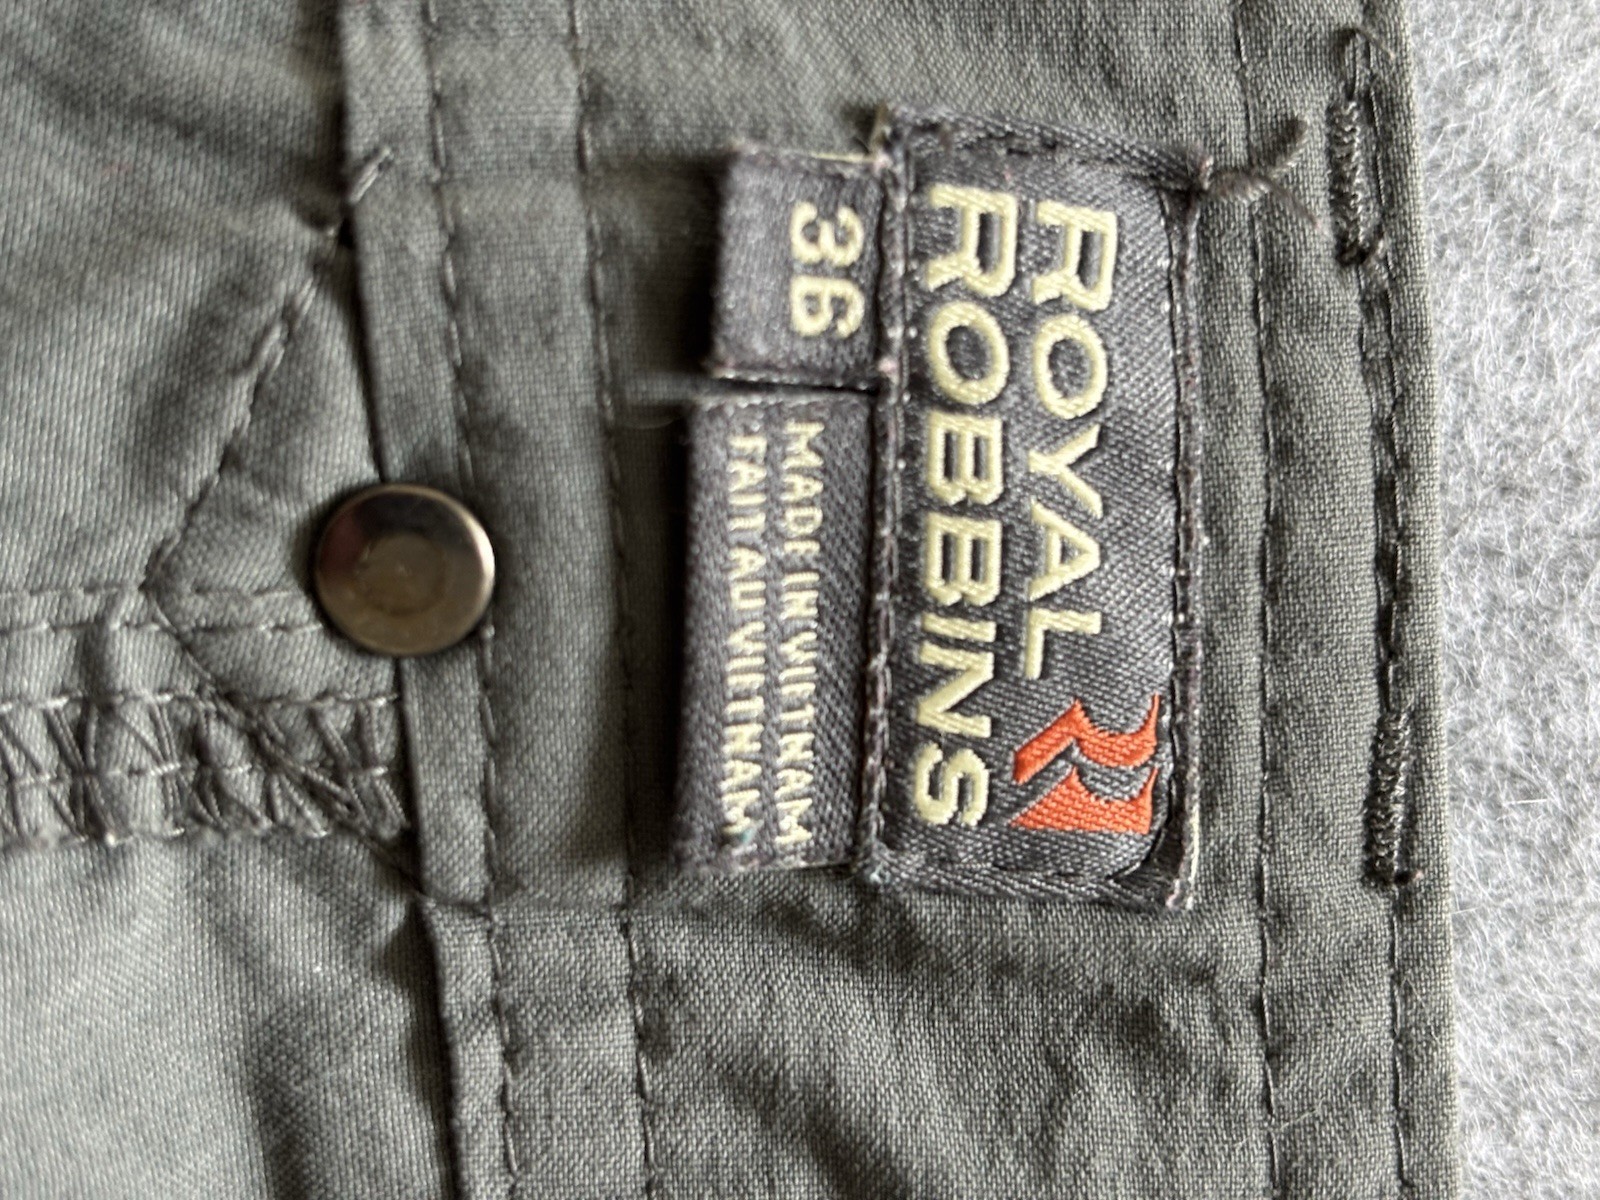 ROYAL
ROBBINS
36
MADE IN VIETNAM
FAIT AU VIETNAM